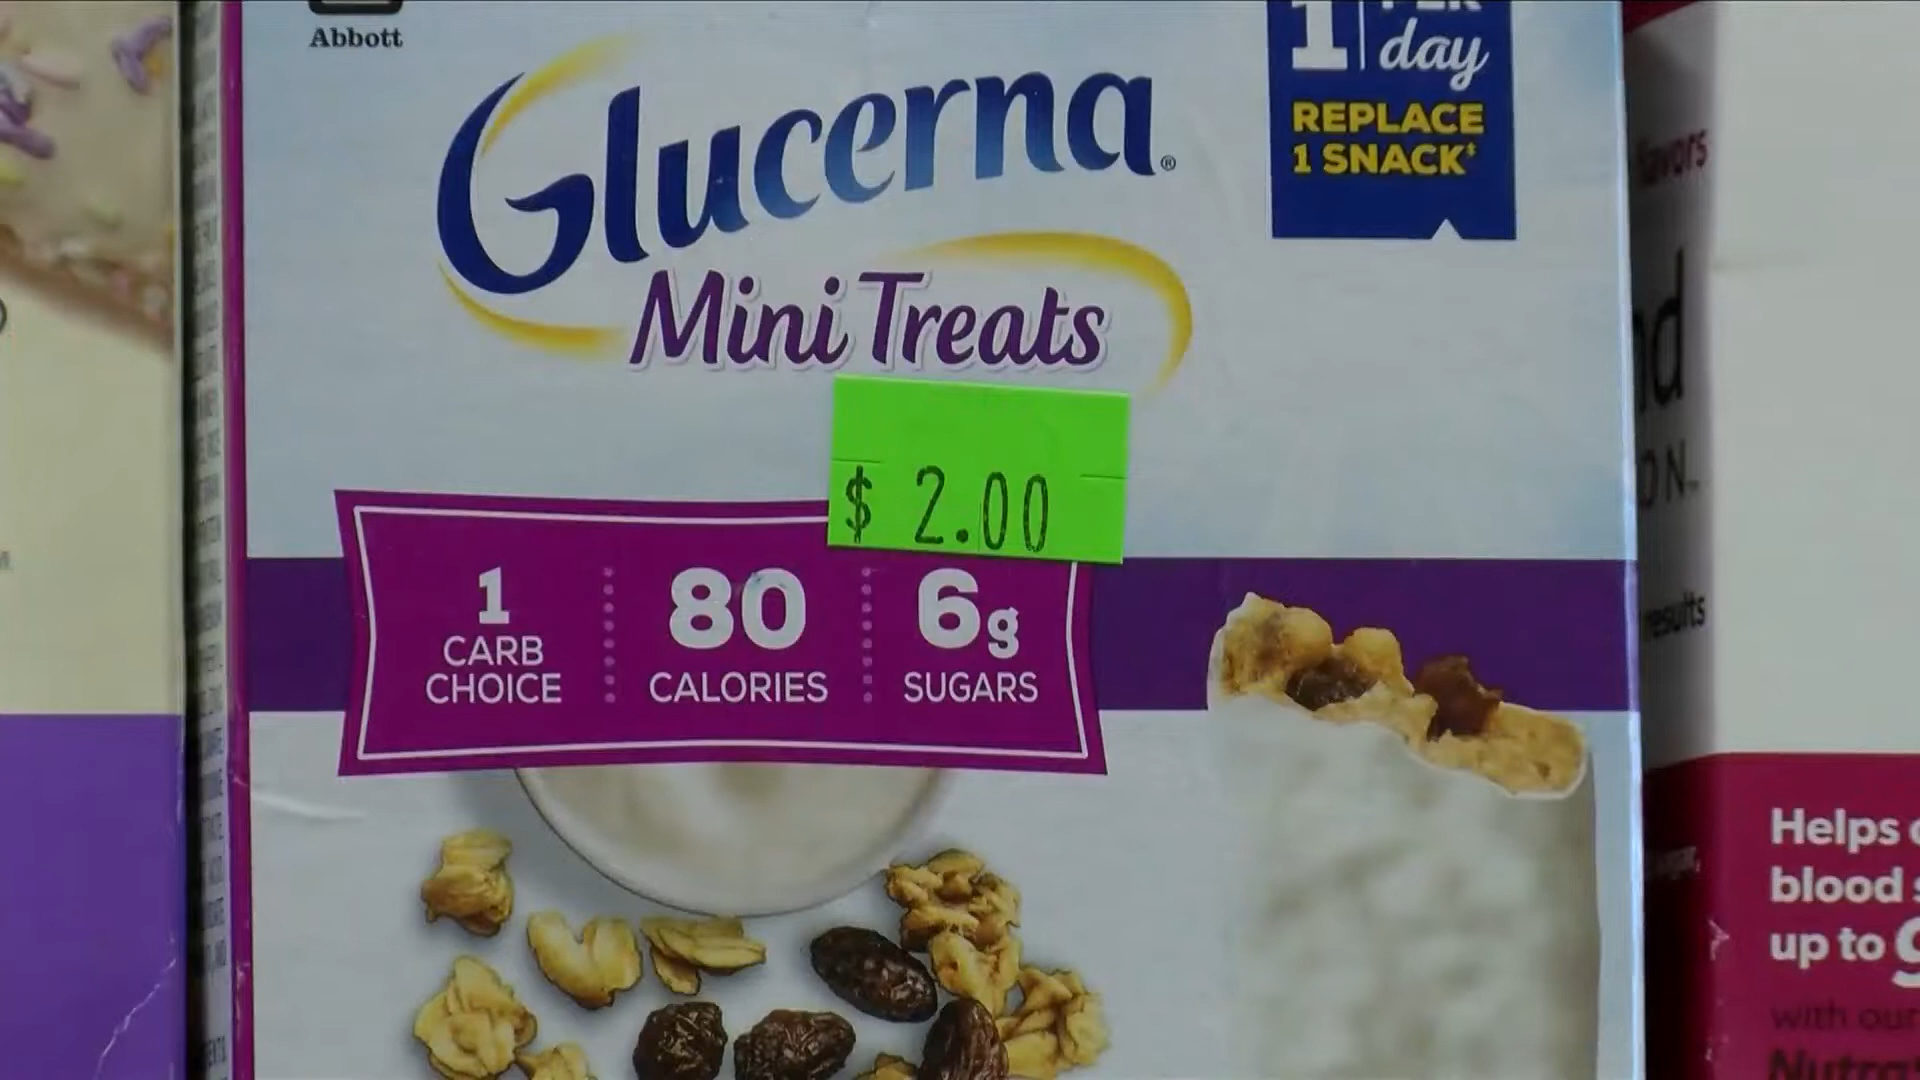 Abbott
Glucerna®
Mini Treats
1 PER
day
REPLACE
1 SNACK‡
$ 2.00
1
CARB
CHOICE
80
CALORIES
6g
SUGARS
results
Helps
blood
up to
with our